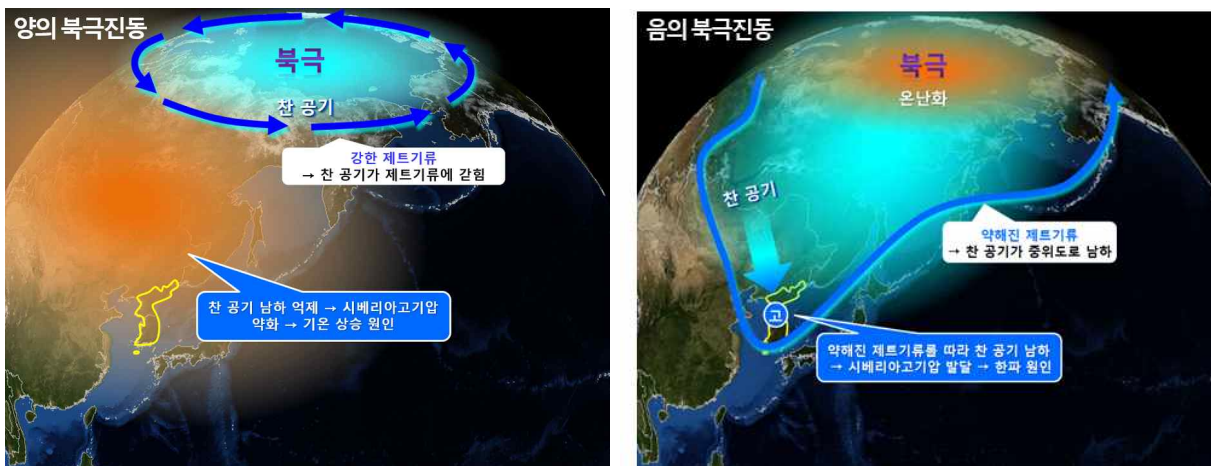 양의 북극진동
북극
찬 공기
강한 제트기류
→ 찬 공기가 제트기류에 갇힘
찬 공기 남하 억제 → 시베리아고기압
약화 → 기온 상승 원인
음의 북극진동
북극
온난화
찬 공기
약해진 제트기류
→ 찬 공기가 중위도로 남하
고
약해진 제트기류를 따라 찬 공기 남하
→ 시베리아고기압 발달 → 한파 원인